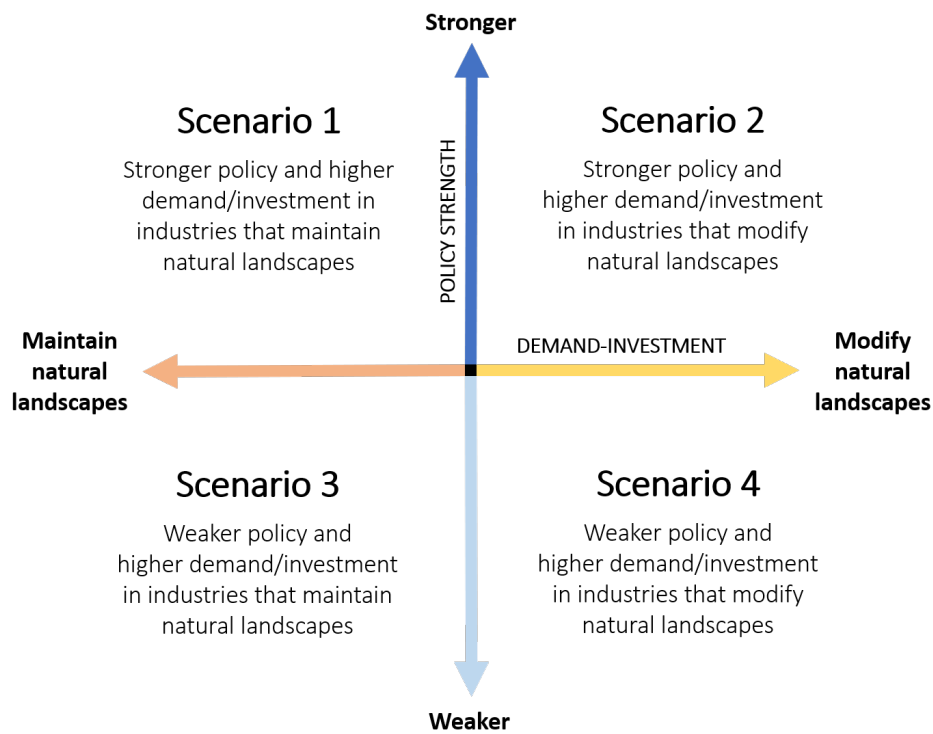 Stronger
Scenario 1
Stronger policy and higher
demand/investment in
industries that maintain
natural landscapes
POLICY STRENGTH
Scenario 2
Stronger policy and
higher demand/investment
in industries that modify
natural landscapes
Maintain
natural
landscapes
DEMAND-INVESTMENT
Modify
natural
landscapes
Scenario 3
Weaker policy and
higher demand/investment
in industries that maintain
natural landscapes
Scenario 4
Weaker policy and
higher demand/investment
in industries that modify
natural landscapes
Weaker